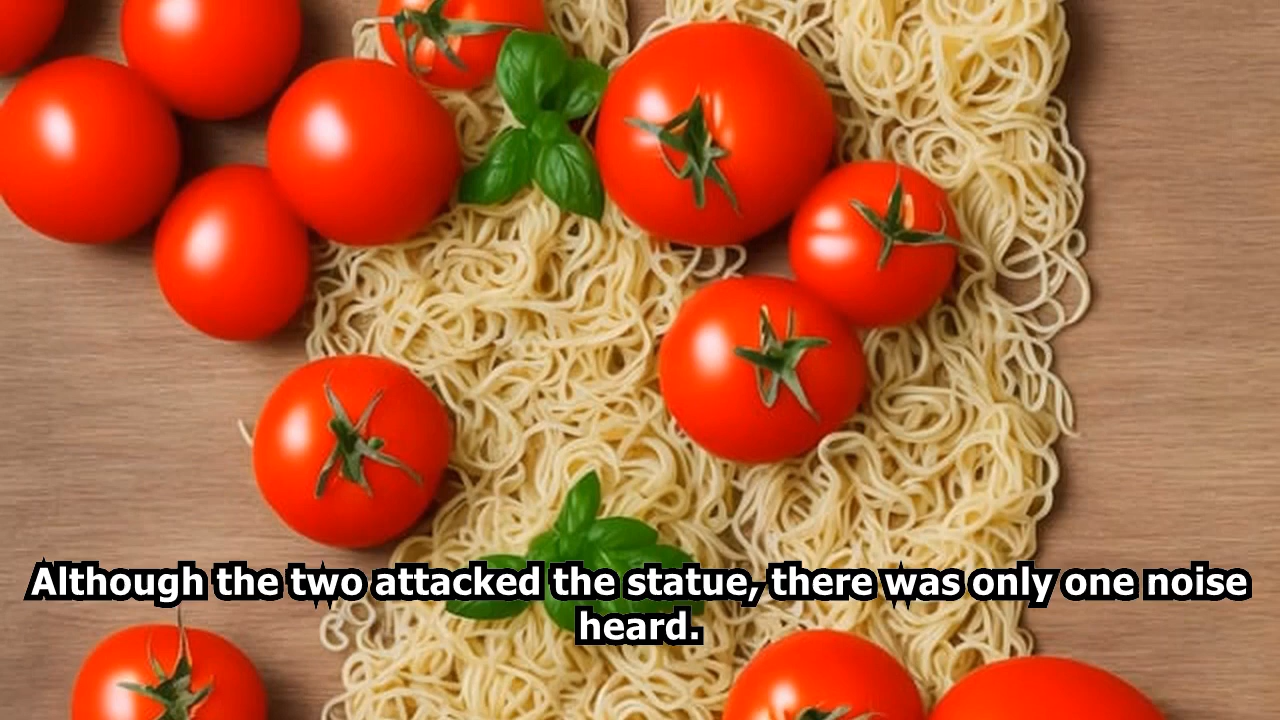 Although the two attacked the statue, there was only one noise
heard.